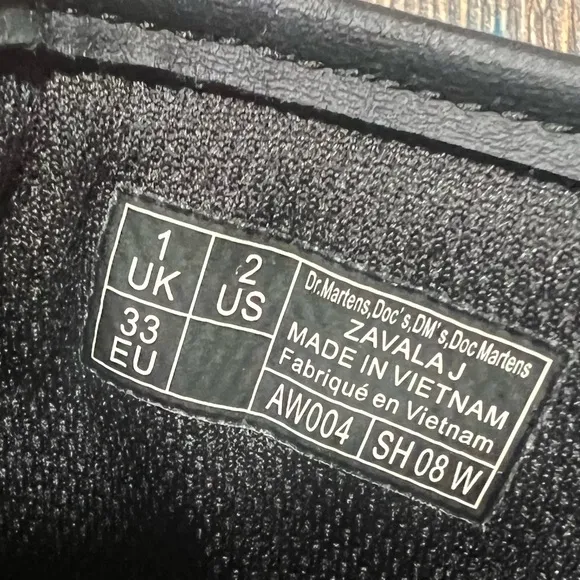 1
UK
2
US
33
EU
Dr.Martens,Doc's,DM's,Doc Martens
ZAVALA J
MADE IN VIETNAM
Fabriqué en Vietnam
AW004
SH 08 W